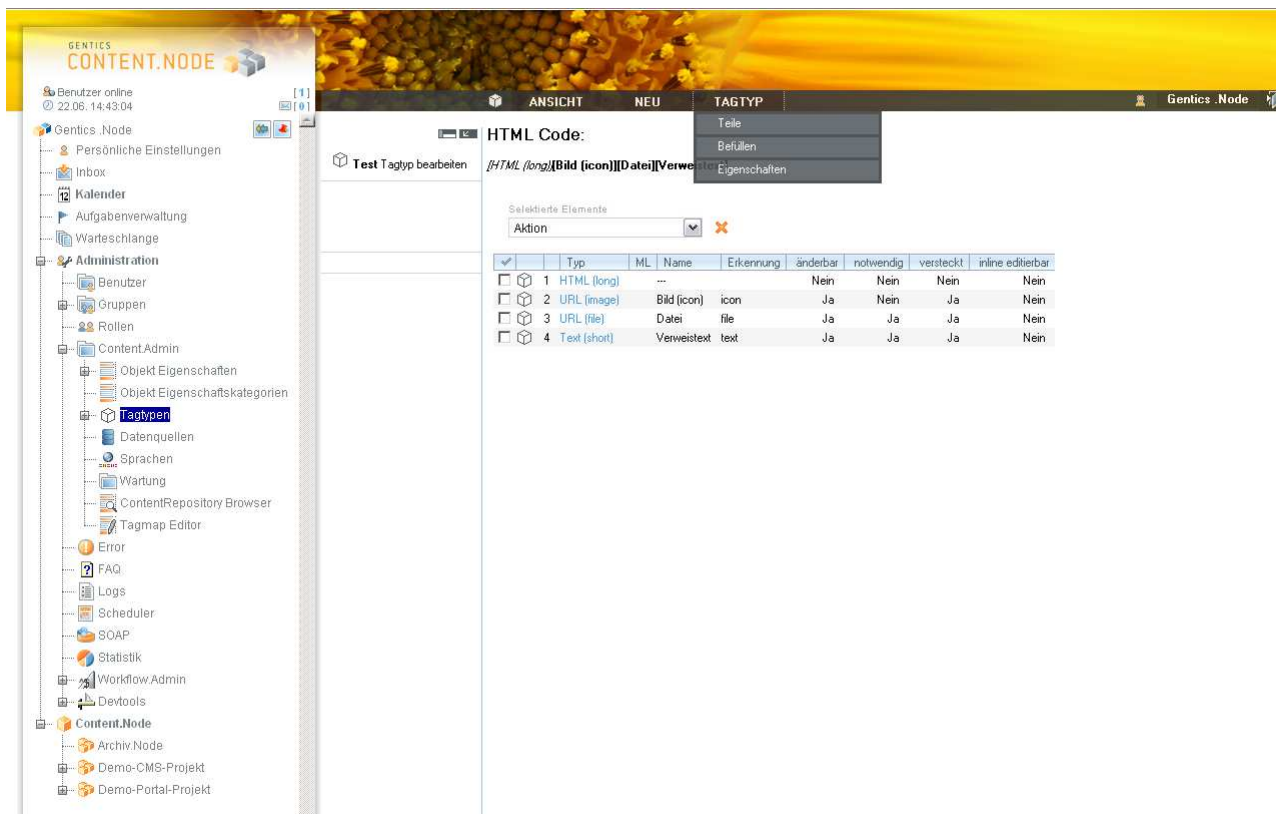 GENTICS
CONTENT.NODE
Benutzer online [1]
22.06. 14:43:04 [0]
Gentics .Node
Persönliche Einstellungen
Inbox
Kalender
Aufgabenverwaltung
Warteschlange
Administration
Benutzer
Gruppen
Rollen
Content.Admin
Objekt Eigenschaften
Objekt Eigenschaftskategorien
Tagtypen
Datenquellen
Sprachen
Wartung
ContentRepository Browser
Tagmap Editor
Error
FAQ
Logs
Scheduler
SOAP
Statistik
Workflow.Admin
Devtools
Content.Node
Archiv.Node
Demo-CMS-Projekt
Demo-Portal-Projekt
Test Tagtyp bearbeiten
ANSICHT NEU TAGTYP Gentics .Node
Teile
Befüllen
Eigenschaften
HTML Code:
[HTML (long)][Bild (icon)][Datei][Verweistext]
Selektierte Elemente
Aktion
Typ ML Name Erkennung änderbar notwendig versteckt inline editierbar
1 HTML (long) --- Nein Nein Nein Nein
2 URL (image) Bild (icon) icon Ja Nein Ja Nein
3 URL (file) Datei file Ja Ja Ja Nein
4 Text (short) Verweistext text Ja Ja Ja Nein